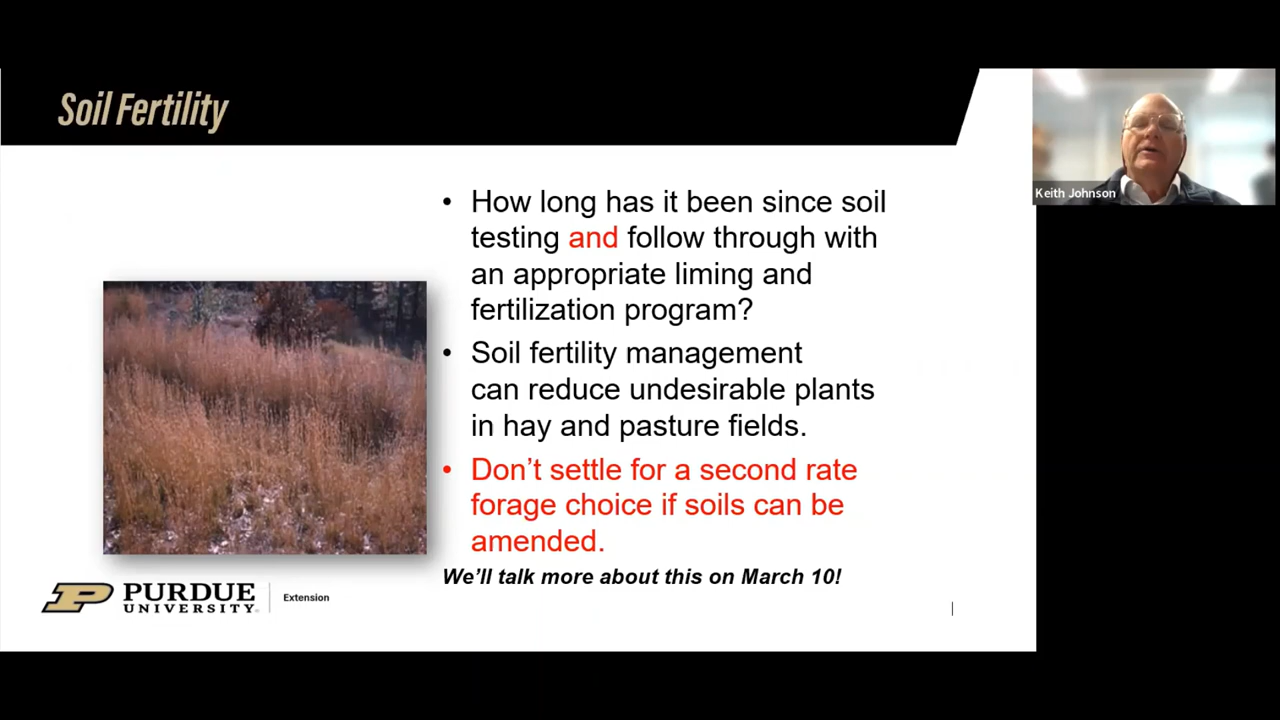 Soil Fertility
Keith Johnson
• How long has it been since soil
testing and follow through with
an appropriate liming and
fertilization program?
• Soil fertility management
can reduce undesirable plants
in hay and pasture fields.
• Don’t settle for a second rate
forage choice if soils can be
amended.
We’ll talk more about this on March 10!
P PURDUE
UNIVERSITY
Extension